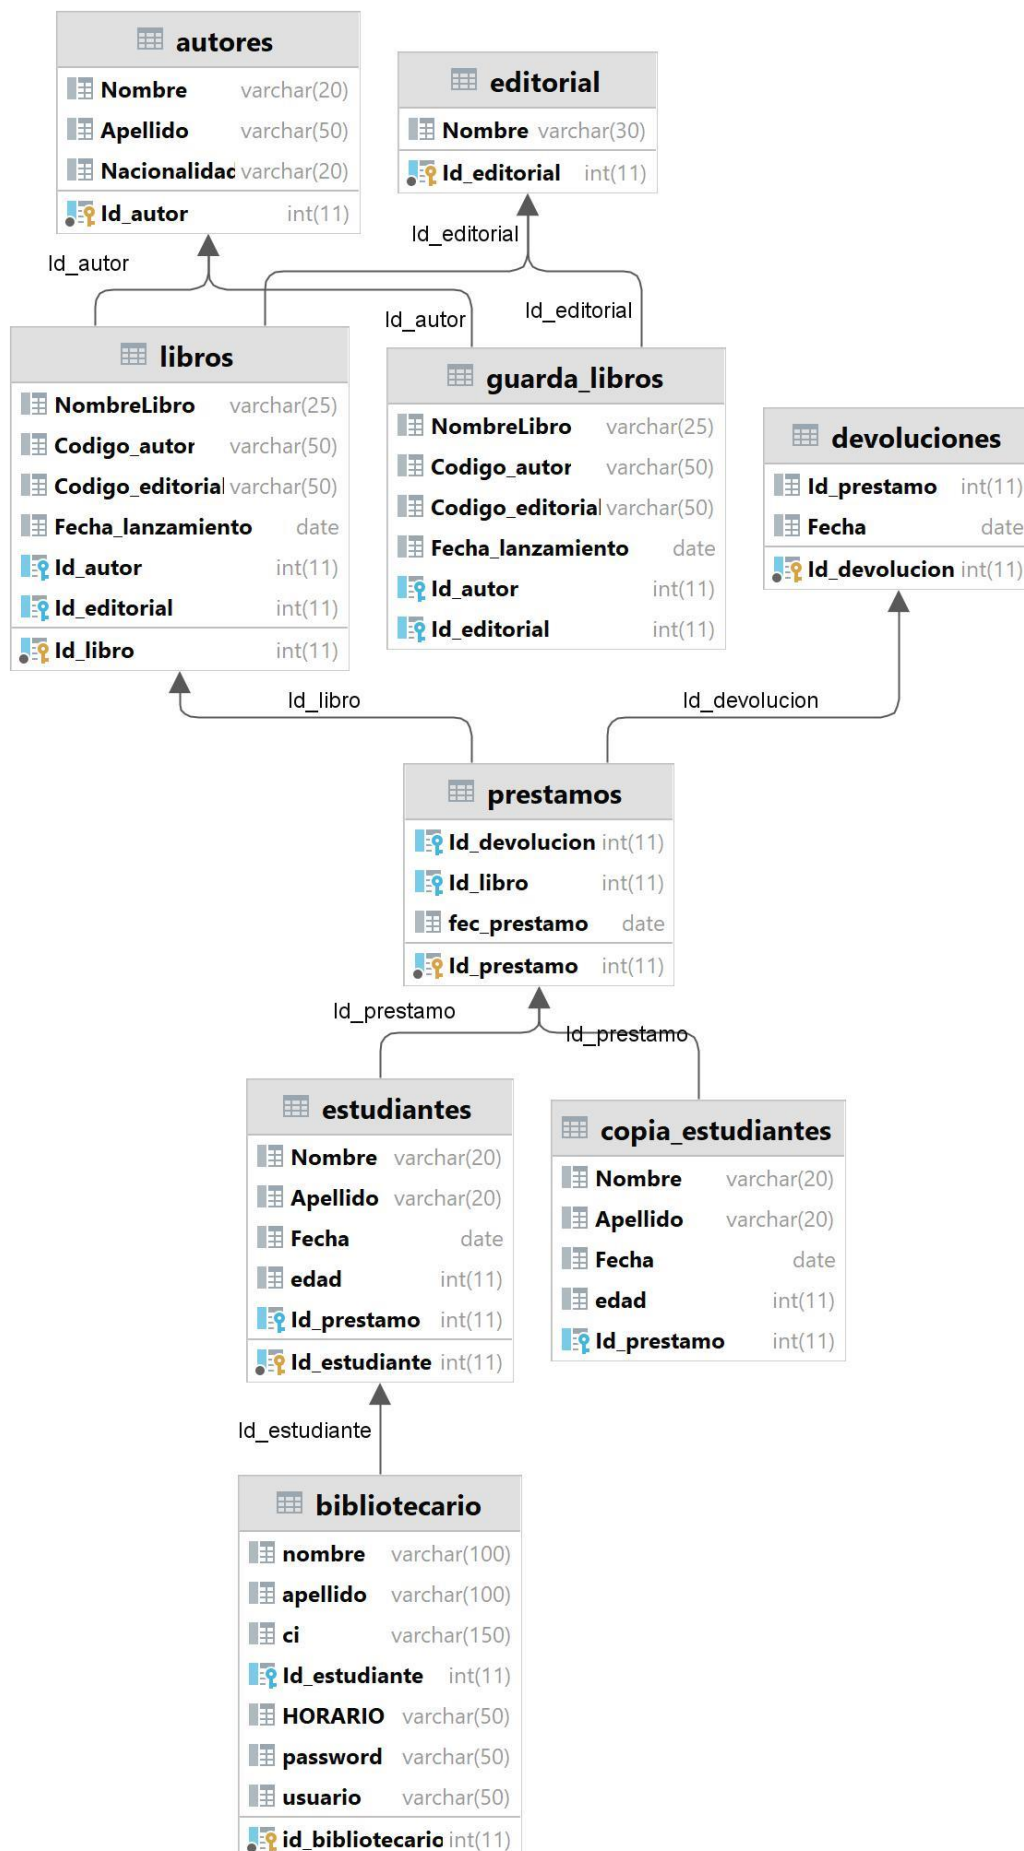 autores
Nombre varchar(20)
Apellido varchar(50)
Nacionalidad varchar(20)
Id_autor int(11)
editorial
Nombre varchar(30)
Id_editorial int(11)
Id_autor
Id_editorial
Id_autor
Id_editorial
libros
NombreLibro varchar(25)
Codigo_autor varchar(50)
Codigo_editorial varchar(50)
Fecha_lanzamiento date
Id_autor int(11)
Id_editorial int(11)
Id_libro int(11)
guarda_libros
NombreLibro varchar(25)
Codigo_autor varchar(50)
Codigo_editorial varchar(50)
Fecha_lanzamiento date
Id_autor int(11)
Id_editorial int(11)
devoluciones
Id_prestamo int(11)
Fecha date
Id_devolucion int(11)
Id_libro
Id_devolucion
prestamos
Id_devolucion int(11)
Id_libro int(11)
fec_prestamo date
Id_prestamo int(11)
Id_prestamo
Id_prestamo
estudiantes
Nombre varchar(20)
Apellido varchar(20)
Fecha date
edad int(11)
Id_prestamo int(11)
Id_estudiante int(11)
copia_estudiantes
Nombre varchar(20)
Apellido varchar(20)
Fecha date
edad int(11)
Id_prestamo int(11)
Id_estudiante
bibliotecario
nombre varchar(100)
apellido varchar(100)
ci varchar(150)
Id_estudiante int(11)
HORARIO varchar(50)
password varchar(50)
usuario varchar(50)
id_bibliotecario int(11)